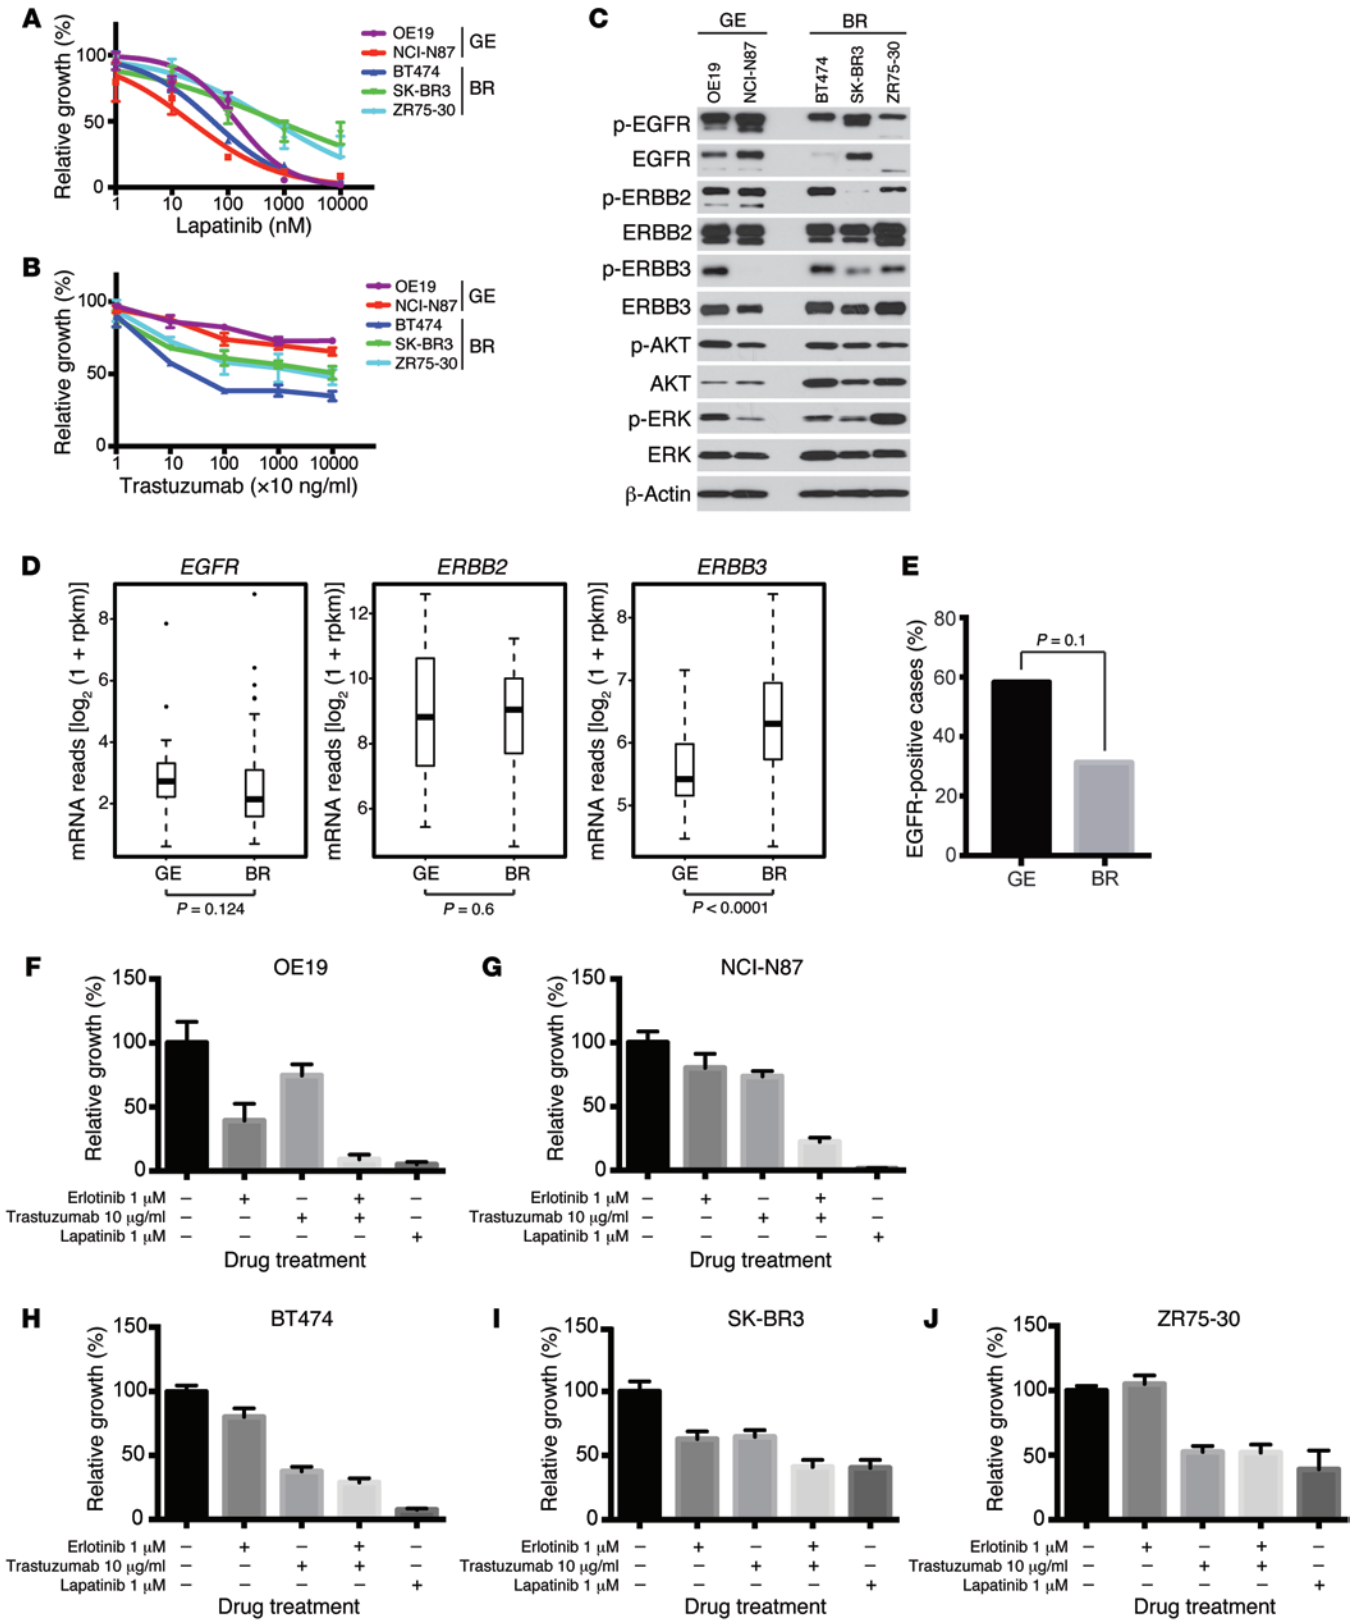 A
Relative growth (%)
100
50
0
1 10 100 1000 10000
Lapatinib (nM)
OE19
NCI-N87
BT474
SK-BR3
ZR75-30
GE
BR
B
Relative growth (%)
100
50
0
1 10 100 1000 10000
Trastuzumab (×10 ng/ml)
OE19
NCI-N87
BT474
SK-BR3
ZR75-30
GE
BR
C
GE BR
OE19 NCI-N87 BT474 SK-BR3 ZR75-30
p-EGFR
EGFR
p-ERBB2
ERBB2
p-ERBB3
ERBB3
p-AKT
AKT
p-ERK
ERK
β-Actin
D
EGFR
mRNA reads [log2 (1 + rpkm)]
8
6
4
2
GE BR
P = 0.124
ERBB2
mRNA reads [log2 (1 + rpkm)]
12
10
8
6
GE BR
P = 0.6
ERBB3
mRNA reads [log2 (1 + rpkm)]
8
7
6
5
GE BR
P < 0.0001
E
EGFR-positive cases (%)
80
60
40
20
0
P = 0.1
GE BR
F
OE19
Relative growth (%)
150
100
50
0
Erlotinib 1 μM – + – + –
Trastuzumab 10 μg/ml – – + + –
Lapatinib 1 μM – – – – +
Drug treatment
G
NCI-N87
Relative growth (%)
150
100
50
0
Erlotinib 1 μM – + – + –
Trastuzumab 10 μg/ml – – + + –
Lapatinib 1 μM – – – – +
Drug treatment
H
BT474
Relative growth (%)
150
100
50
0
Erlotinib 1 μM – + – + –
Trastuzumab 10 μg/ml – – + + –
Lapatinib 1 μM – – – – +
Drug treatment
I
SK-BR3
Relative growth (%)
150
100
50
0
Erlotinib 1 μM – + – + –
Trastuzumab 10 μg/ml – – + + –
Lapatinib 1 μM – – – – +
Drug treatment
J
ZR75-30
Relative growth (%)
150
100
50
0
Erlotinib 1 μM – + – + –
Trastuzumab 10 μg/ml – – + + –
Lapatinib 1 μM – – – – +
Drug treatment